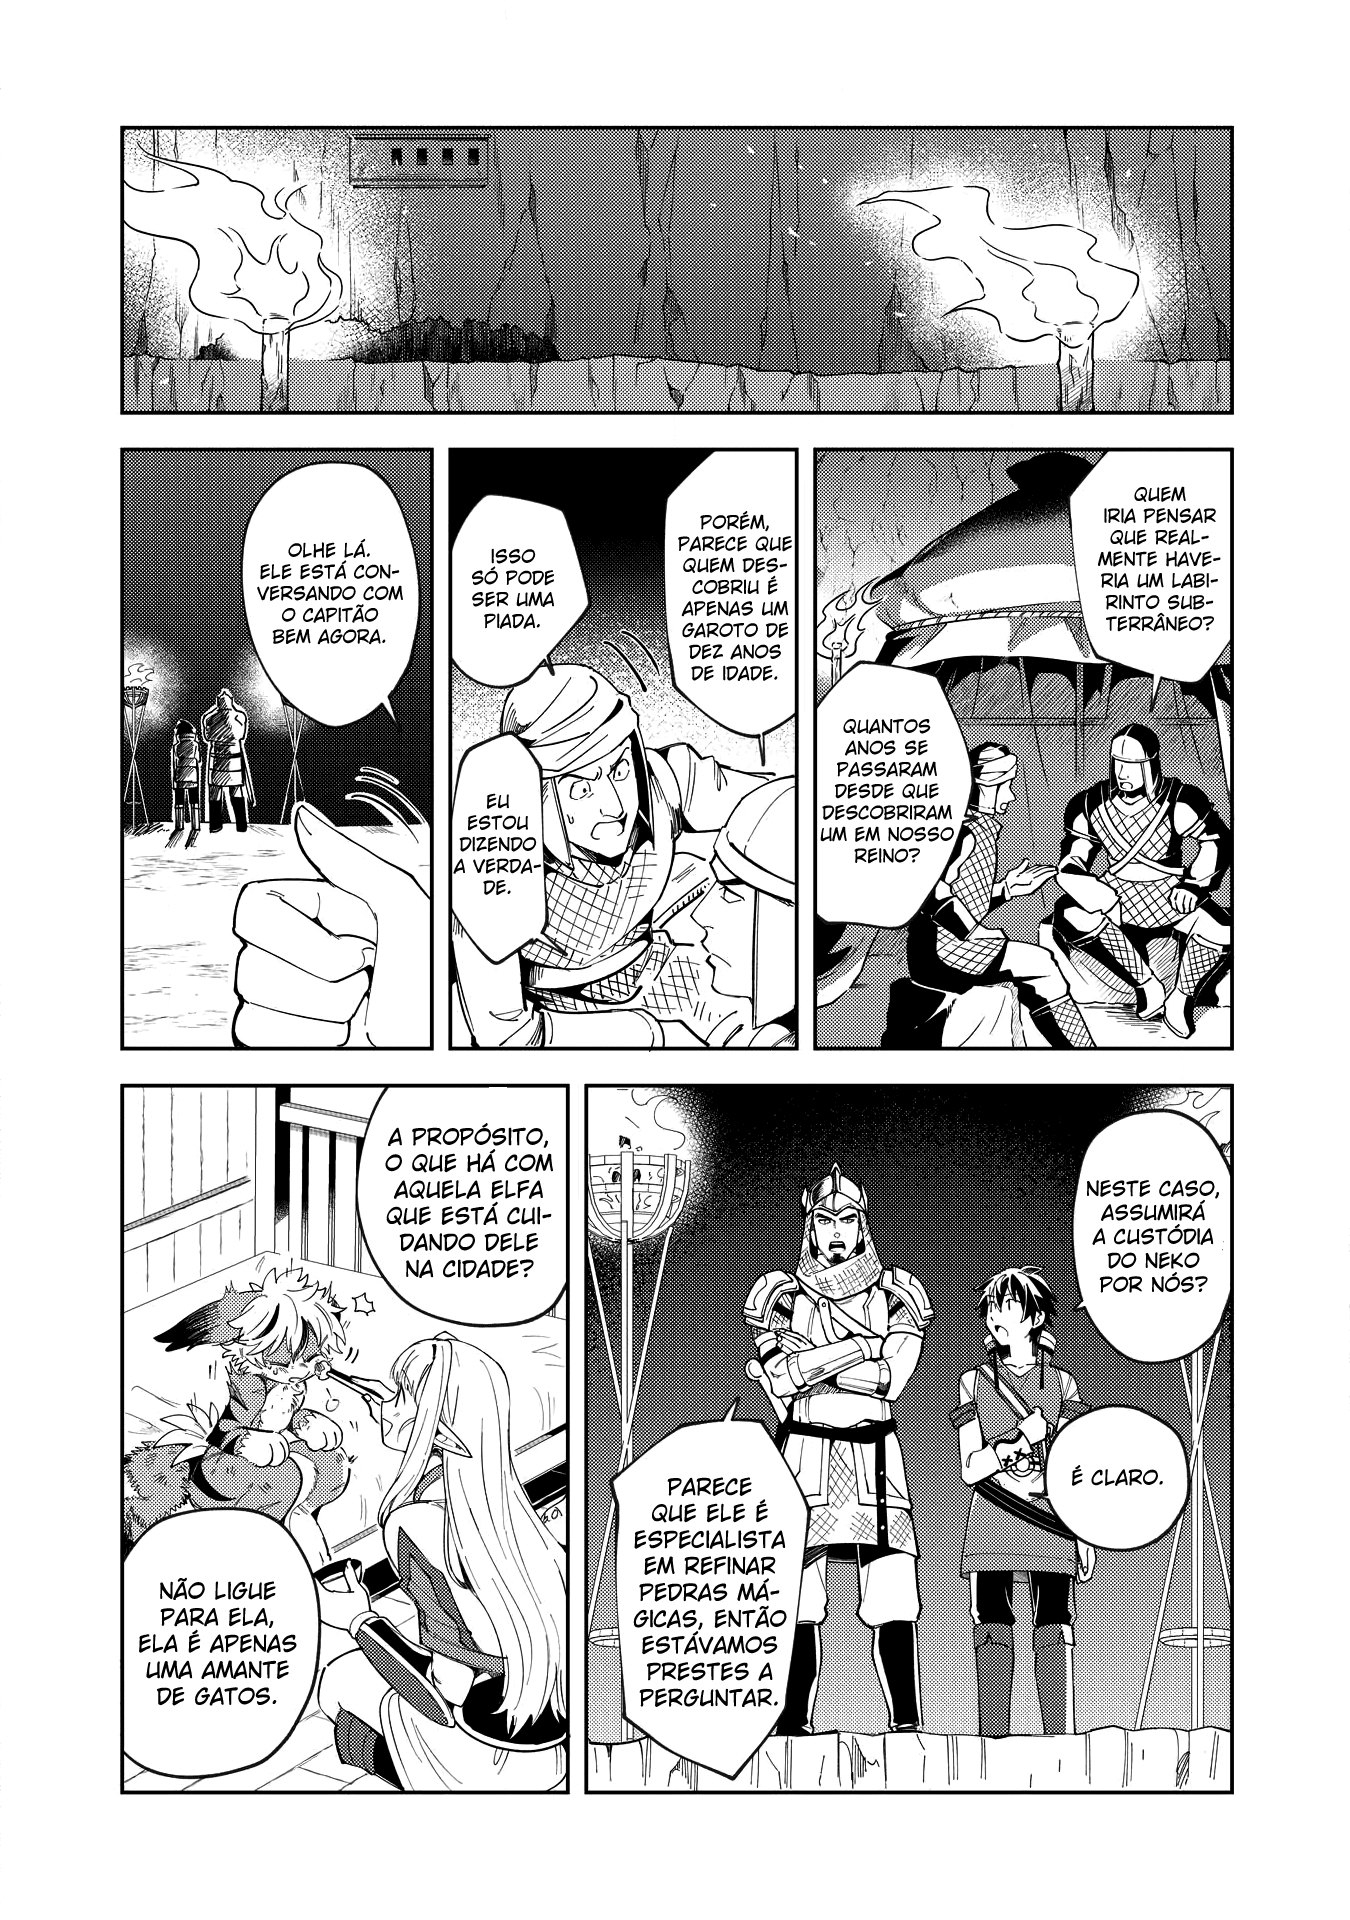 QUEM
IRIA PENSAR
QUE REAL-
MENTE HAVE-
RIA UM LABI-
RINTO SUB-
TERRÂNEO?
QUANTOS
ANOS SE
PASSARAM
DESDE QUE
DESCOBRIRAM
UM EM NOSSO
REINO?
PORÉM,
PARECE QUE
QUEM DES-
COBRIU É
APENAS UM
GAROTO DE
DEZ ANOS
DE IDADE.
ISSO
SÓ PODE
SER UMA
PIADA.
EU
ESTOU
DIZENDO
A VERDA-
DE.
OLHE LÁ.
ELE ESTÁ CON-
VERSANDO COM
O CAPITÃO
BEM AGORA.
NESTE CASO,
ASSUMIRÁ
A CUSTÓDIA
DO NEKO
POR NÓS?
É CLARO.
PARECE
QUE ELE É
ESPECIALISTA
EM REFINAR
PEDRAS MÁ-
GICAS, ENTÃO
ESTÁVAMOS
PRESTES A
PERGUNTAR.
A PROPÓSITO,
O QUE HÁ COM
AQUELA ELFA
QUE ESTÁ CUI-
DANDO DELE
NA CIDADE?
NÃO LIGUE
PARA ELA,
ELA É APENAS
UMA AMANTE
DE GATOS.